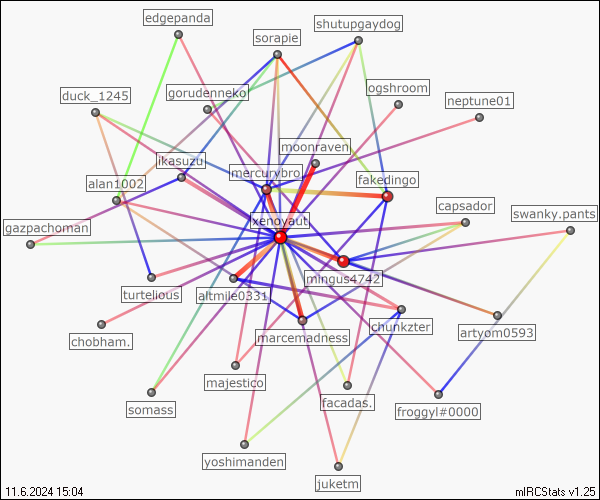 edgepanda
shutupgaydog
sorapie
gorudenneko
ogshroom
duck_1245
neptune01
moonraven
ikasuzu
mercurybro
fakedingo
alan1002
capsador
swanky.pants
xenoyaut
gazpachoman
mingus4742
turtelious
altmile0331
artyom0593
chunkzter
chobham.
marcemadness
majestico
facadas.
somass
froggyl#0000
yoshimanden
juketm
11.6.2024 15:04
mIRCStats v1.25